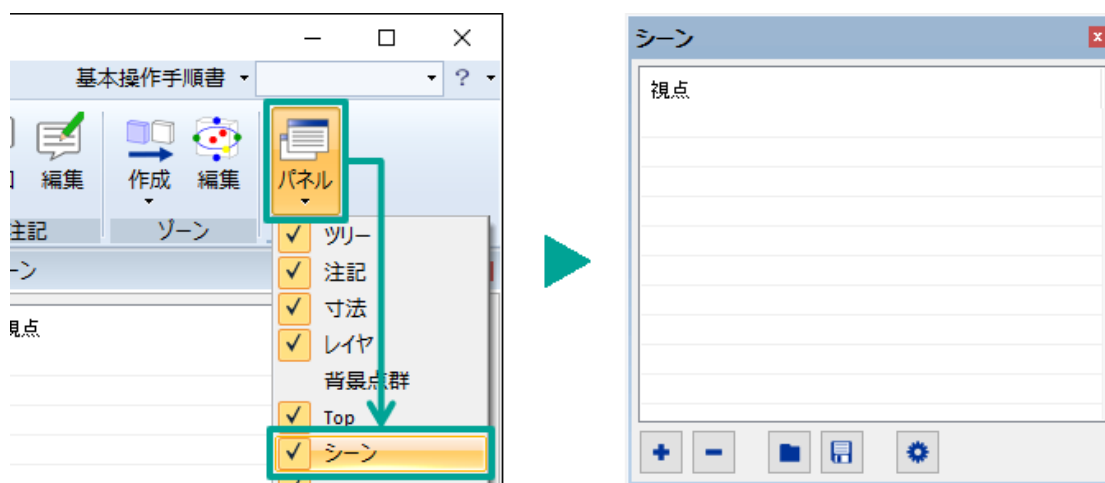 基本操作手順書
?
編集
作成
編集
パネル
注記
ゾーン
ーン
視点
ツリー
注記
寸法
レイヤ
背景点群
Top
シーン
シーン
x
視点